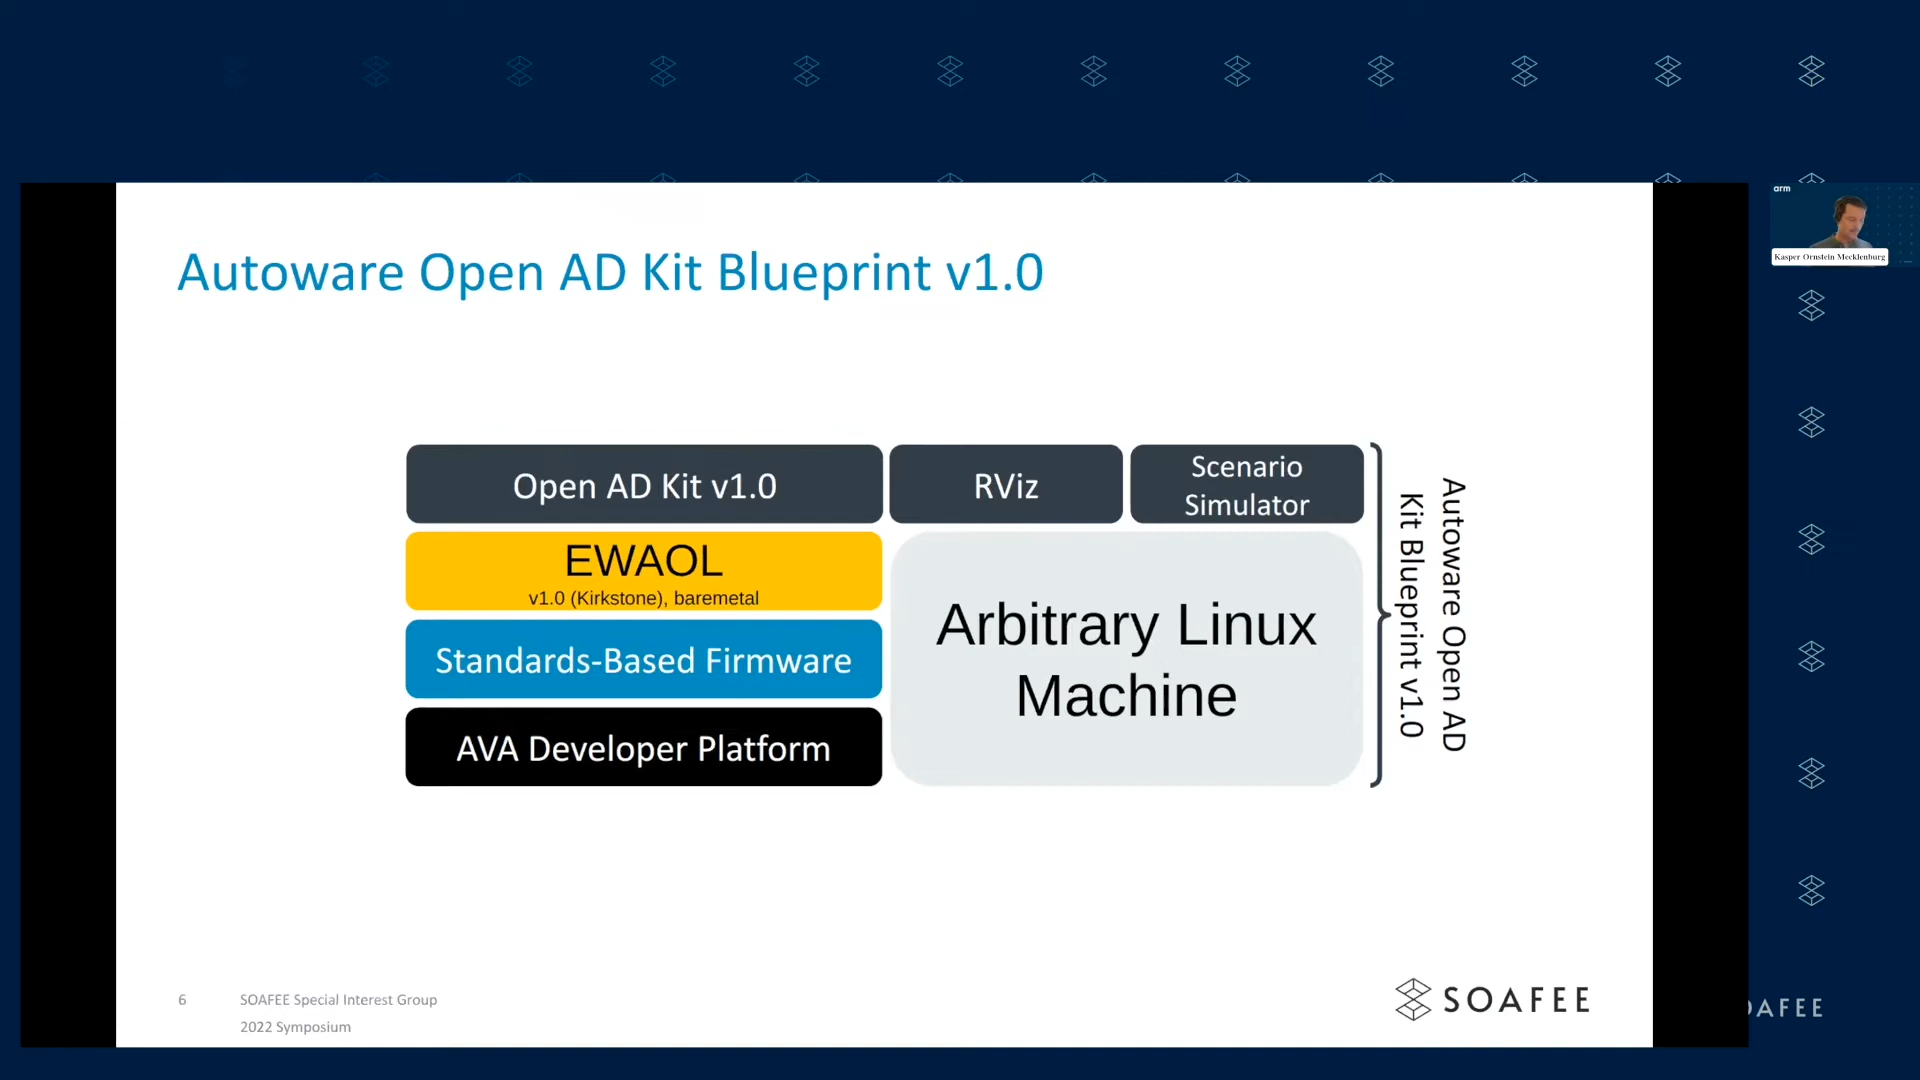 arm
Kasper Ornstein Mecklenburg
Autoware Open AD Kit Blueprint v1.0
Open AD Kit v1.0
RViz
Scenario
Simulator
EWAOL
v1.0 (Kirkstone), baremetal
Standards-Based Firmware
AVA Developer Platform
Arbitrary Linux
Machine
Autoware Open AD
Kit Blueprint v1.0
6
SOAFEE Special Interest Group
2022 Symposium
SOAFEE
AFEE